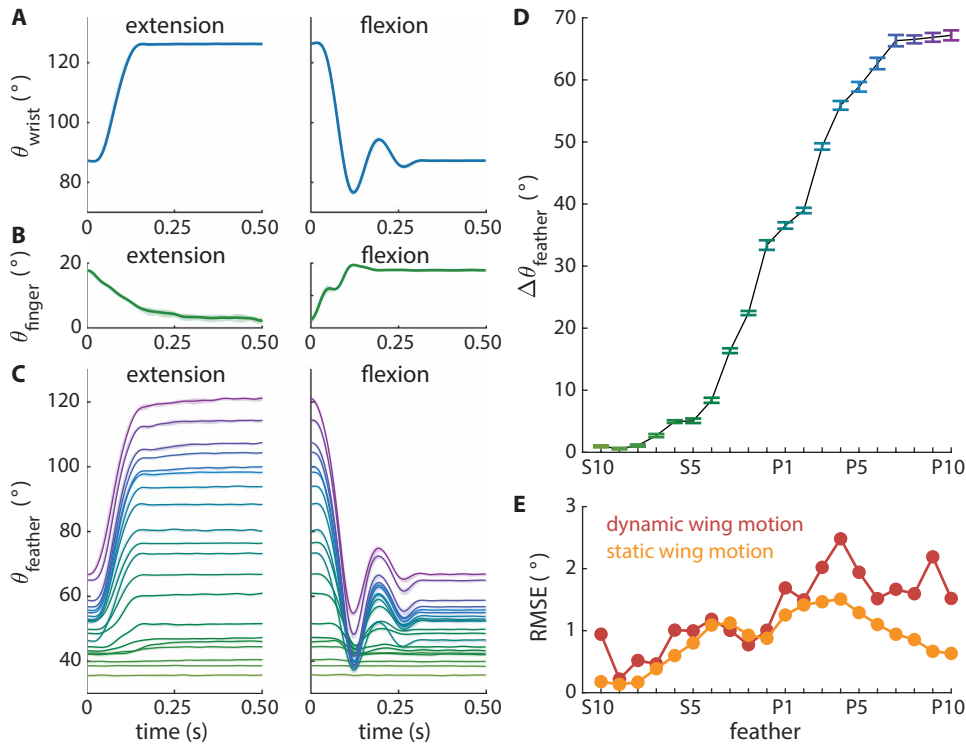 A
extension
flexion
θwrist (°)
120
100
80
0
0.25
0.50
0
0.25
0.50
B
extension
flexion
θfinger (°)
20
0
0
0.25
0.50
0
0.25
0.50
C
extension
flexion
θfeather (°)
120
100
80
60
40
0
0.25
0.50
0
0.25
0.50
time (s)
time (s)
D
Δθfeather (°)
70
60
50
40
30
20
10
0
S10
S5
P1
P5
P10
E
dynamic wing motion
static wing motion
RMSE (°)
3
2
1
0
S10
S5
P1
P5
P10
feather